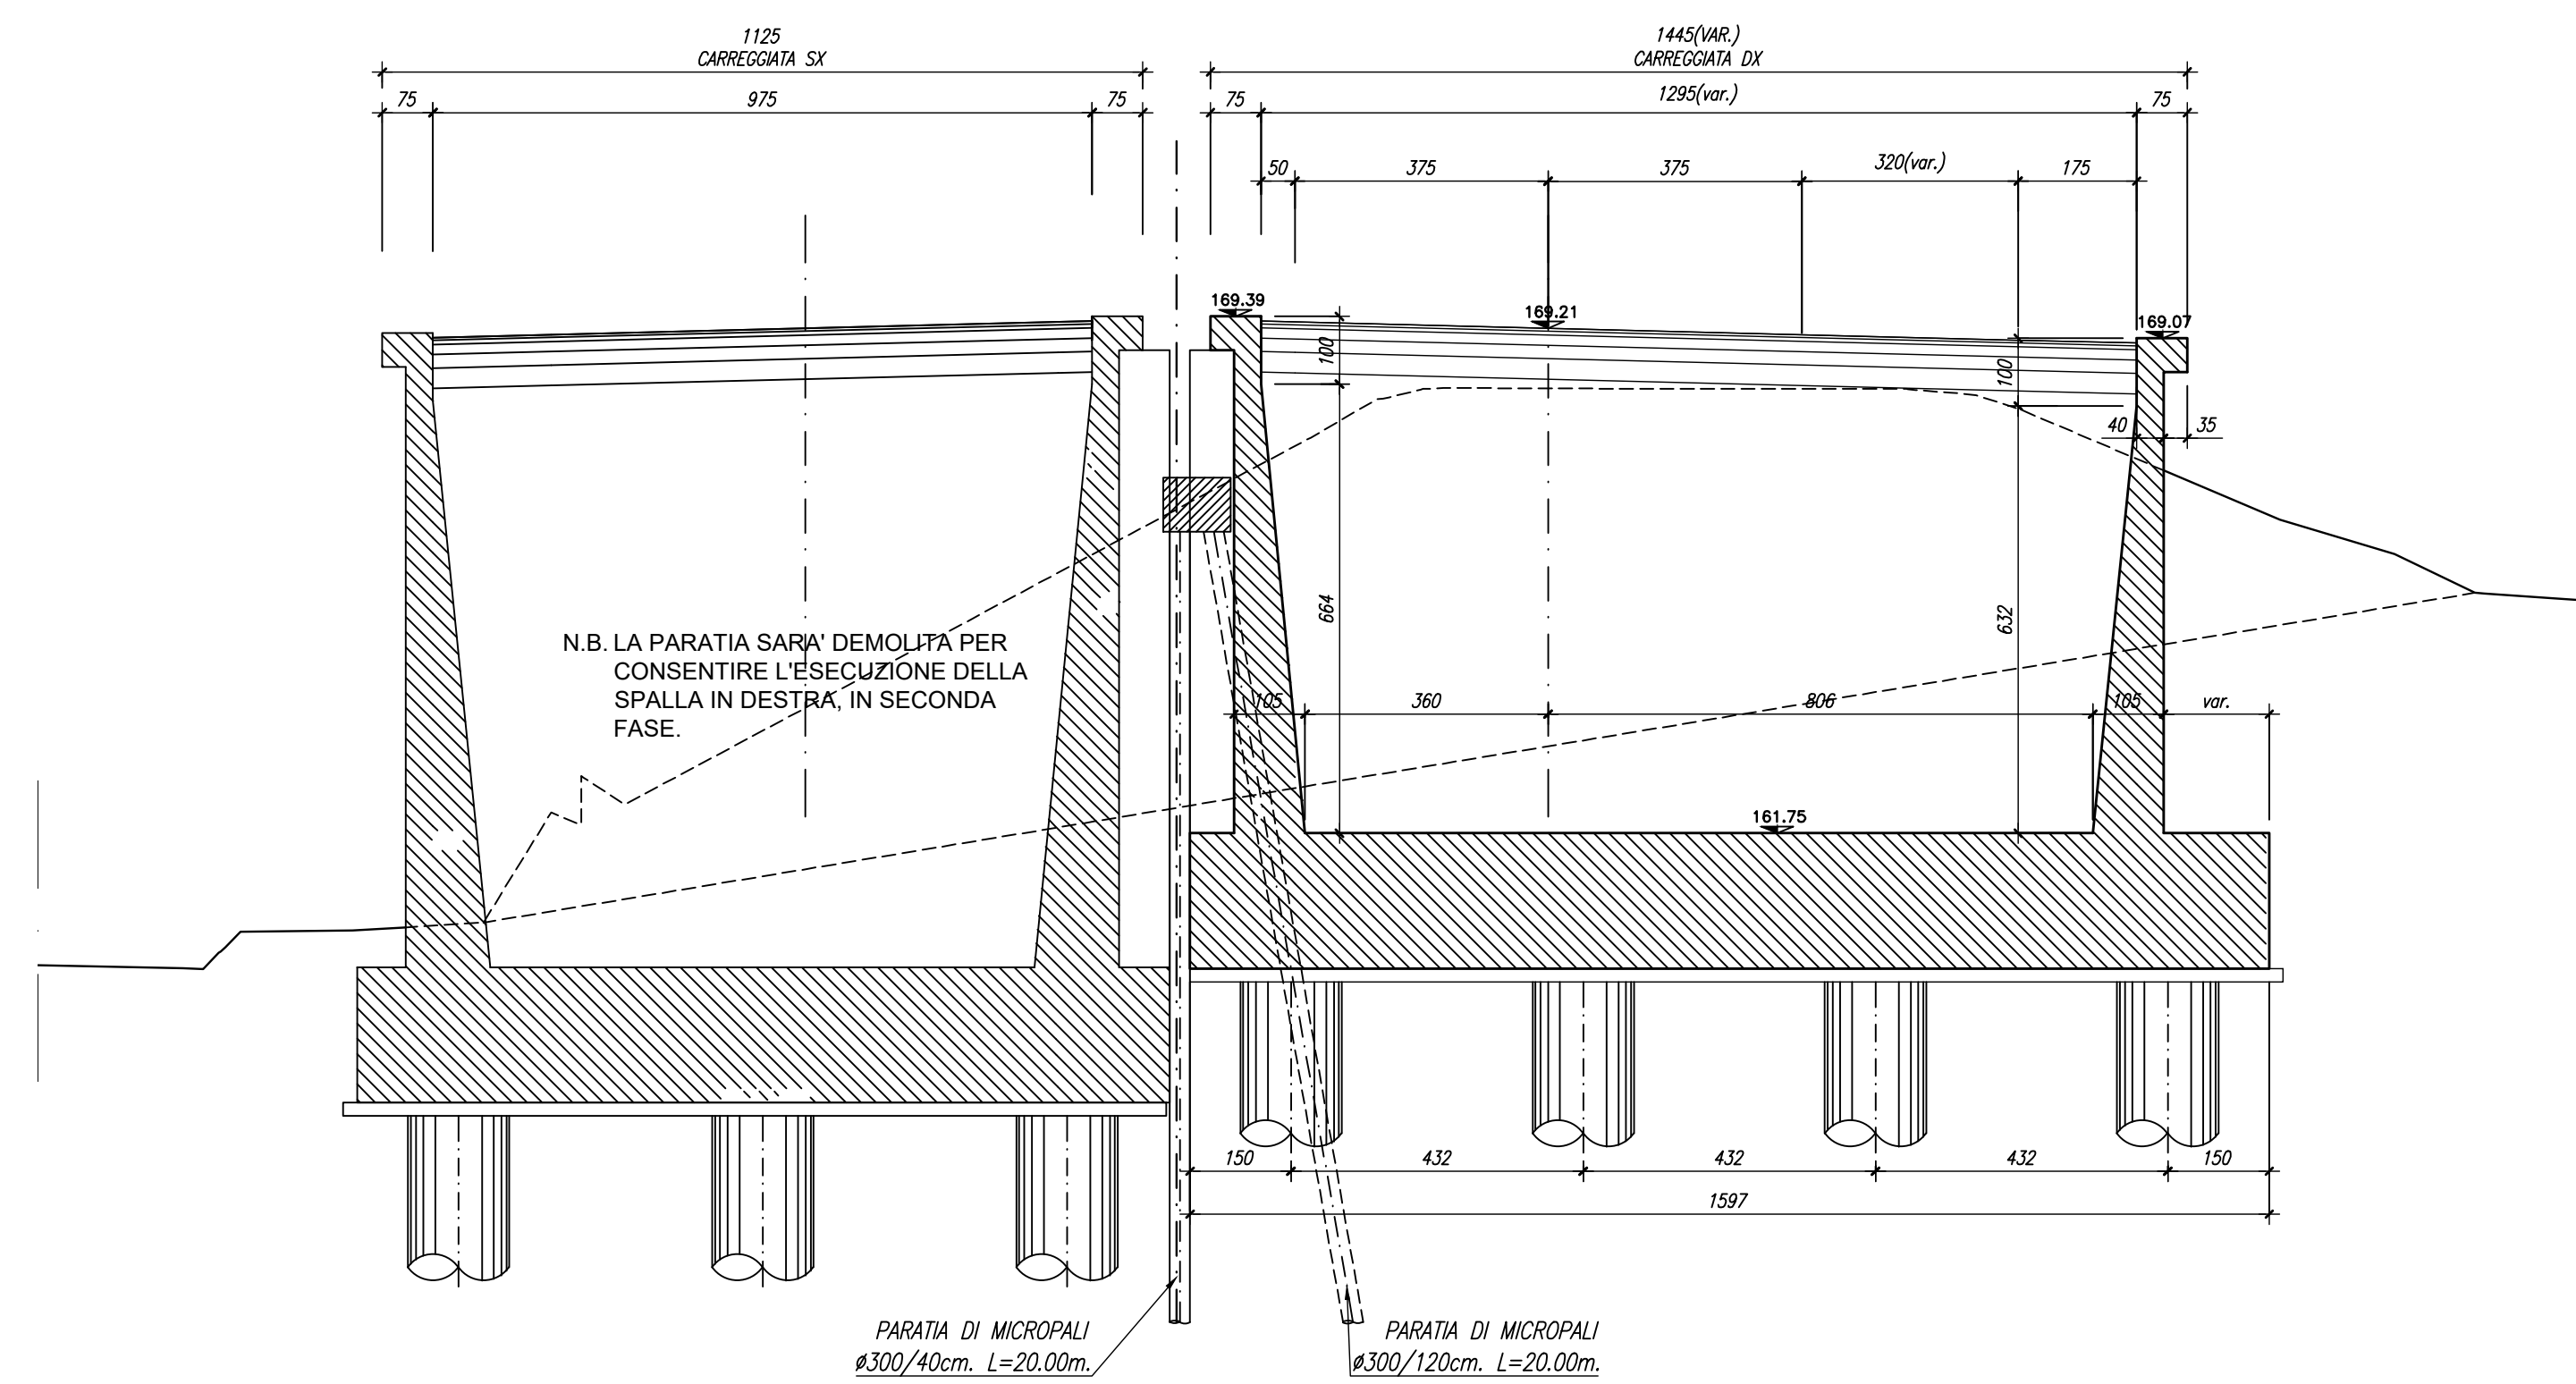 1125
CARREGGIATA SX
1445(VAR.)
CARREGGIATA DX
75
975
75
75
1295(var.)
75
50
375
375
320(var.)
175
169.39
169.21
169.07
100
100
40
35
664
632
N.B. LA PARATIA SARA' DEMOLITA PER
CONSENTIRE L'ESECUZIONE DELLA
SPALLA IN DESTRA, IN SECONDA
FASE.
105
360
806
105
var.
161.75
150
432
432
432
150
1597
PARATIA DI MICROPALI
ø300/40cm. L=20.00m.
PARATIA DI MICROPALI
ø300/120cm. L=20.00m.